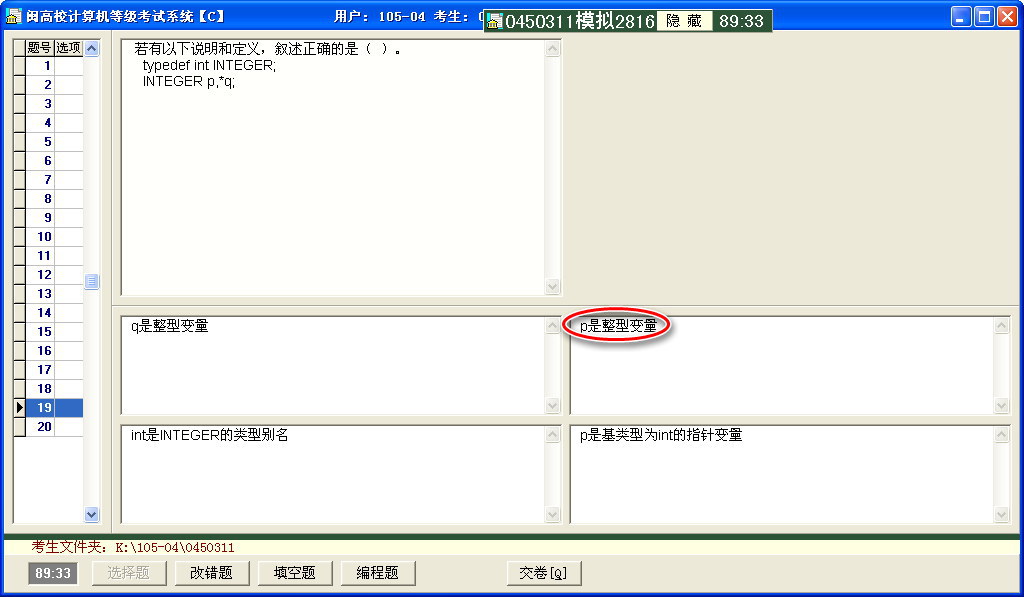 闽高校计算机等级考试系统【C】
用户: 105-04 考生:
0450311模拟2816 隐 藏 89:33
题号 选项
1
2
3
4
5
6
7
8
9
10
11
12
13
14
15
16
17
18
19
20
若有以下说明和定义，叙述正确的是（ ）。
typedef int INTEGER;
INTEGER p,*q;
q是整型变量
p是整型变量
int是INTEGER的类型别名
p是基类型为int的指针变量
考生文件夹: K:\105-04\0450311
89:33 选择题 改错题 填空题 编程题 交卷[Q]